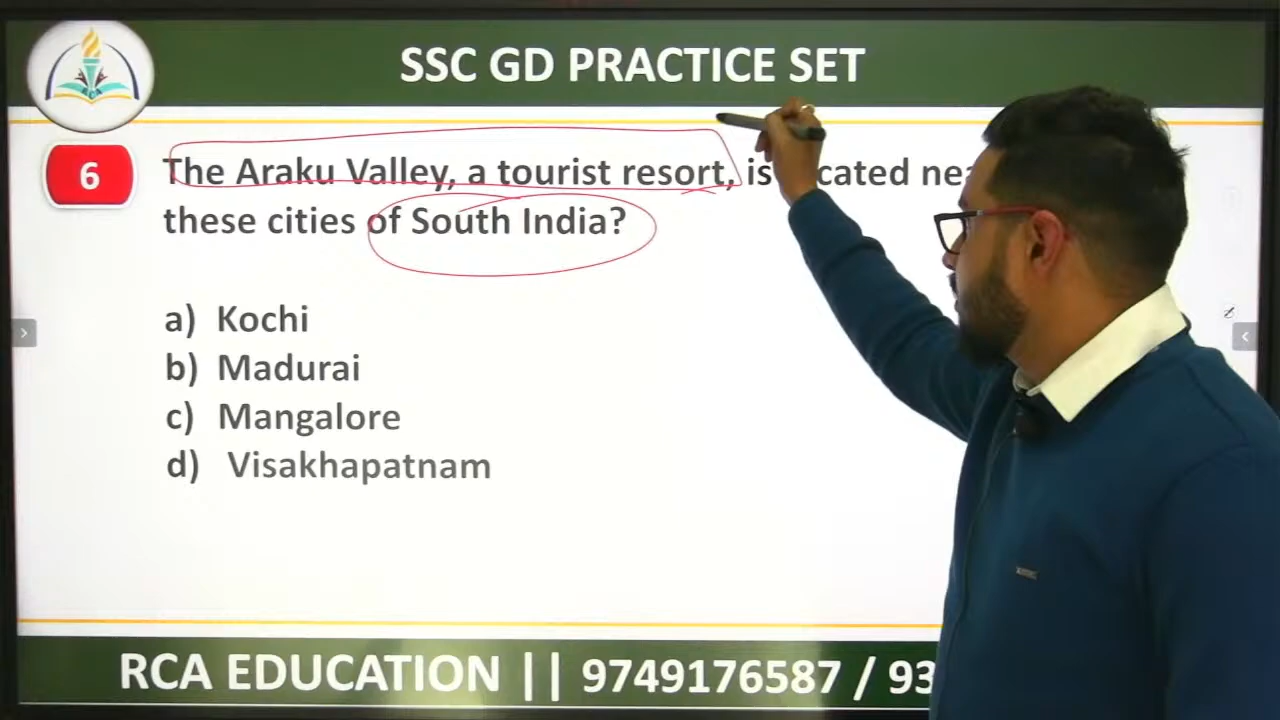 SSC GD PRACTICE SET
6
The Araku Valley, a tourist resort, is
these cities of South India?
a) Kochi
b) Madurai
c) Mangalore
d) Visakhapatnam
RCA EDUCATION || 9749176587 / 93